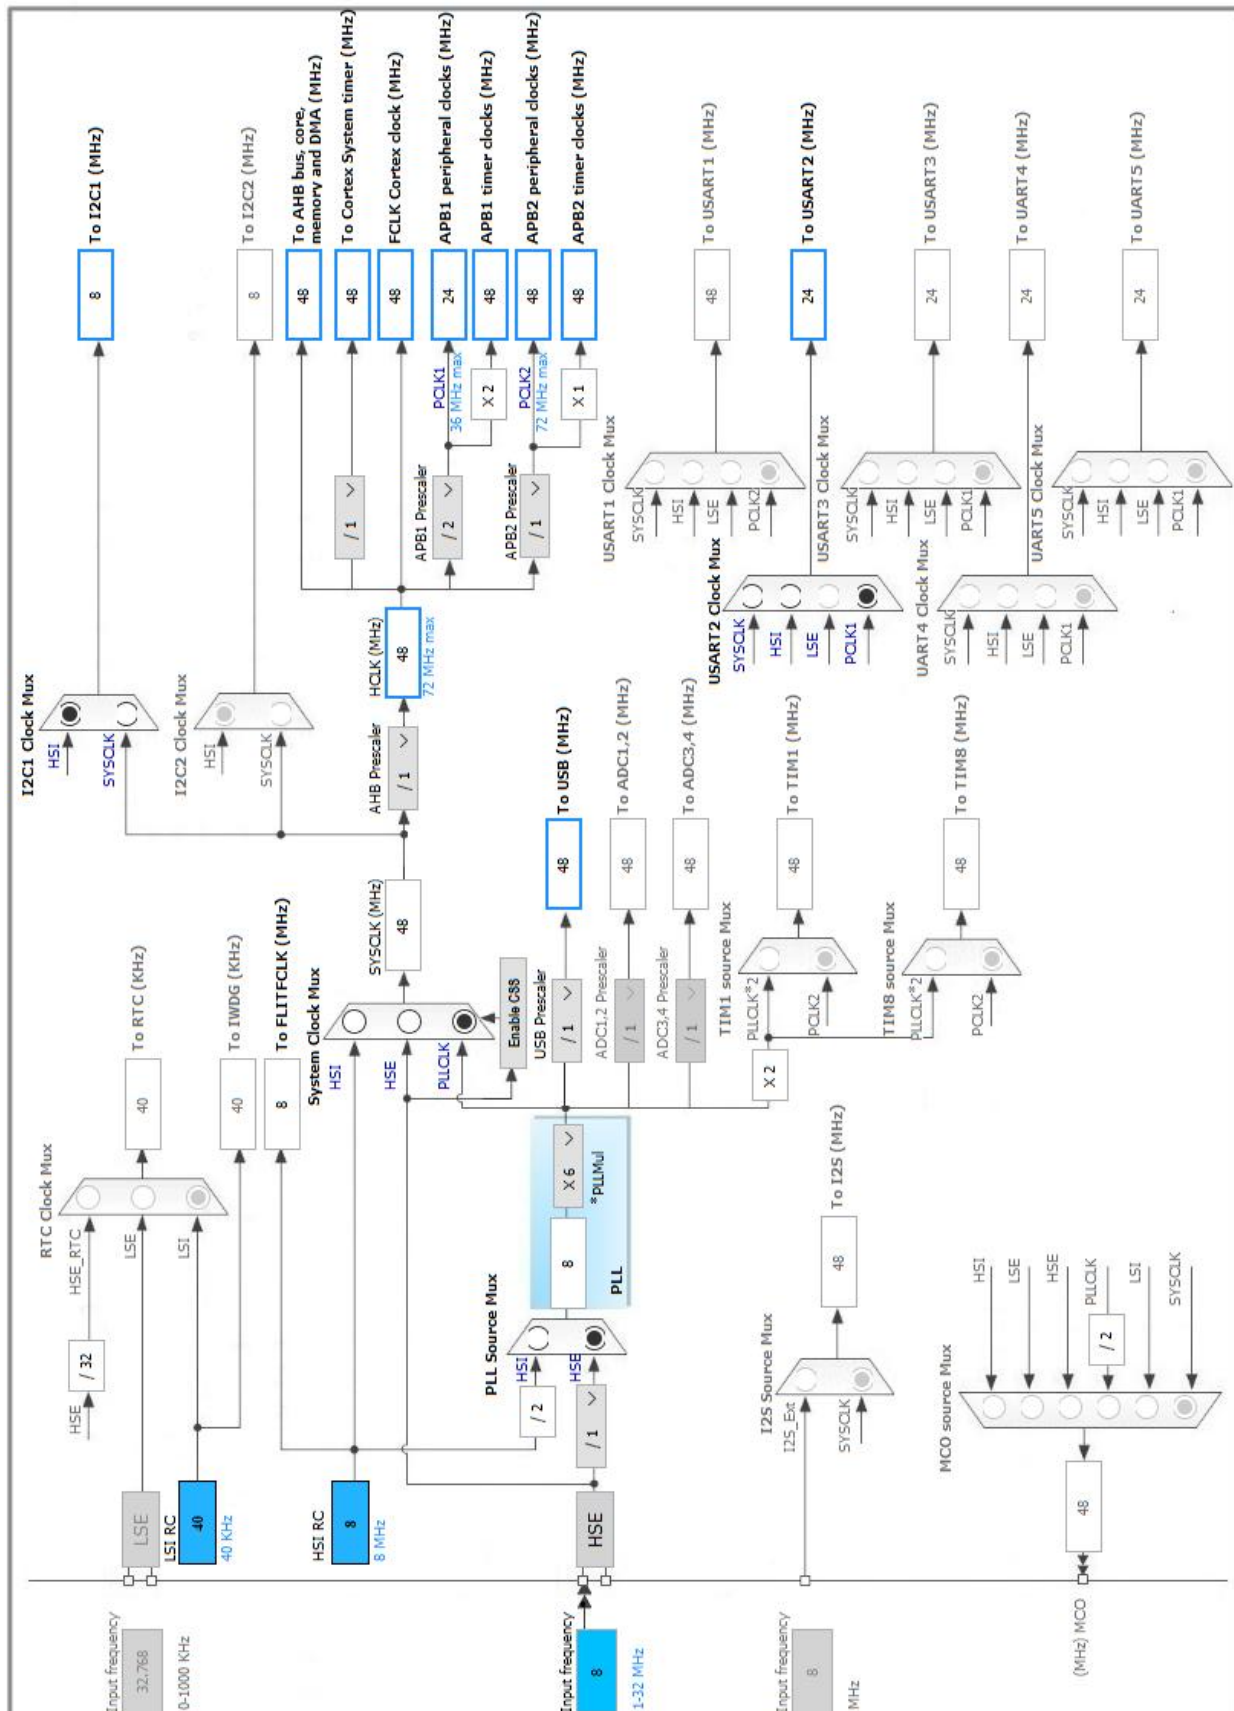 Input frequency
32.768
0-1000 KHz
LSE
LSI RC
40
40 KHz
HSE
/ 32
HSE_RTC
LSE
LSI
RTC Clock Mux
40
To RTC (KHz)
40
To IWDG (KHz)
8
To FLITFCLK (MHz)
HSI RC
8
8 MHz
Input frequency
8
1-32 MHz
HSE
/ 2
/ 1
HSI
HSE
PLL Source Mux
8
X 6
*PLLMul
PLL
System Clock Mux
HSI
HSE
PLLCLK
Enable CSS
SYSCLK (MHz)
48
AHB Prescaler
/ 1
HCLK (MHz)
48
72 MHz max
I2C1 Clock Mux
HSI
SYSCLK
8
To I2C1 (MHz)
I2C2 Clock Mux
HSI
SYSCLK
8
To I2C2 (MHz)
48
To AHB bus, core,
memory and DMA (MHz)
/ 1
48
To Cortex System timer (MHz)
48
FCLK Cortex clock (MHz)
APB1 Prescaler
/ 2
PCLK1
36 MHz max
24
APB1 peripheral clocks (MHz)
X 2
48
APB1 timer clocks (MHz)
APB2 Prescaler
/ 1
PCLK2
72 MHz max
48
APB2 peripheral clocks (MHz)
X 1
48
APB2 timer clocks (MHz)
USB Prescaler
/ 1
48
To USB (MHz)
ADC1,2 Prescaler
/ 1
48
To ADC1,2 (MHz)
ADC3,4 Prescaler
/ 1
48
To ADC3,4 (MHz)
X 2
TIM1 source Mux
PLLCLK*2
PCLK2
48
To TIM1 (MHz)
TIM8 source Mux
PLLCLK*2
PCLK2
48
To TIM8 (MHz)
USART1 Clock Mux
SYSCLK
HSI
LSE
PCLK2
48
To USART1 (MHz)
USART2 Clock Mux
SYSCLK
HSI
LSE
PCLK1
24
To USART2 (MHz)
USART3 Clock Mux
SYSCLK
HSI
LSE
PCLK1
24
To USART3 (MHz)
UART4 Clock Mux
SYSCLK
HSI
LSE
PCLK1
24
To UART4 (MHz)
UART5 Clock Mux
SYSCLK
HSI
LSE
PCLK1
24
To UART5 (MHz)
Input frequency
8
MHz
I2S Source Mux
I2S_Ext
SYSCLK
48
To I2S (MHz)
MCO source Mux
HSI
LSE
HSE
PLLCLK
/ 2
LSI
SYSCLK
48
(MHz) MCO